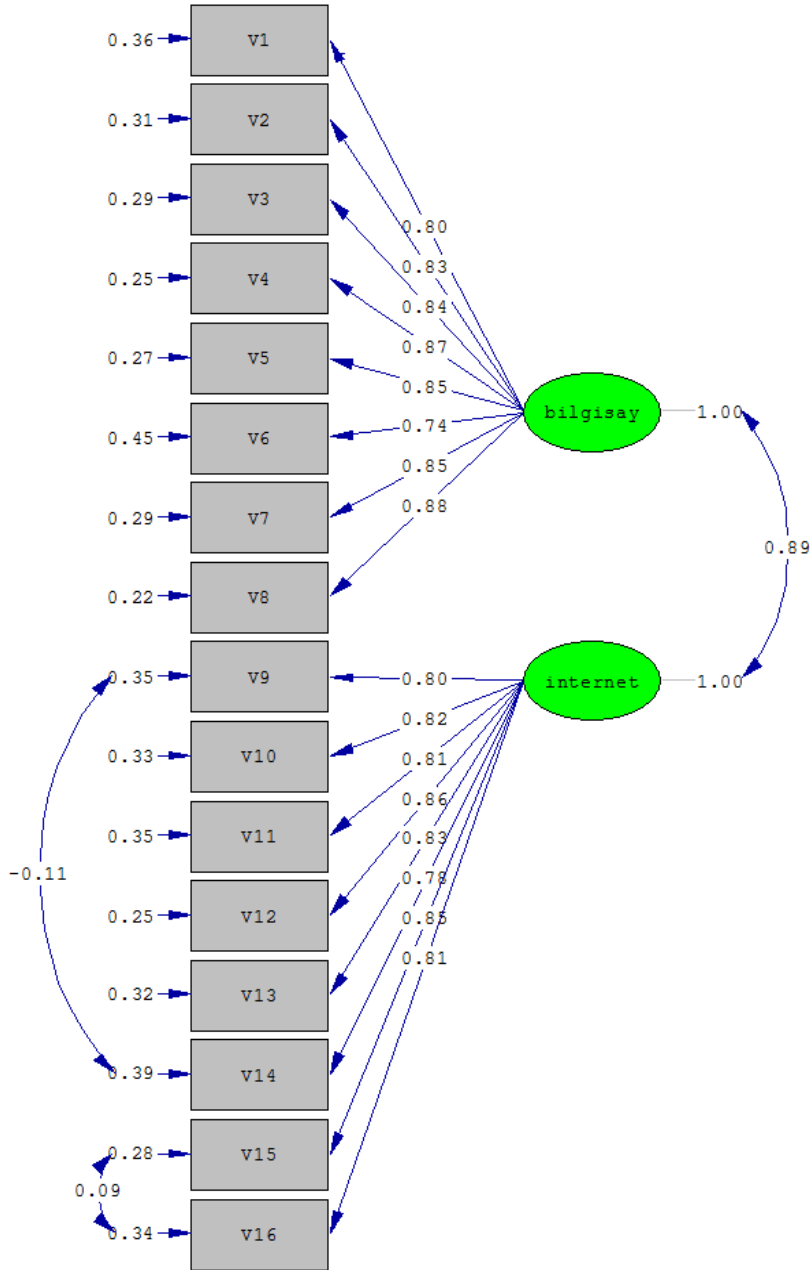 0.36 v1
0.31 v2
0.29 v3
0.80
0.83
0.25 v4
0.84
0.87
0.27 v5
0.85
bilgisay 1.00
0.45 v6
0.74
0.85
0.29 v7
0.88
0.89
0.22 v8
0.35 v9
0.80
internet 1.00
0.82
0.33 v10
0.81
0.86
0.35 v11
0.83
-0.11
0.78
0.25 v12
0.85
0.81
0.32 v13
0.39 v14
0.28 v15
0.09
0.34 v16